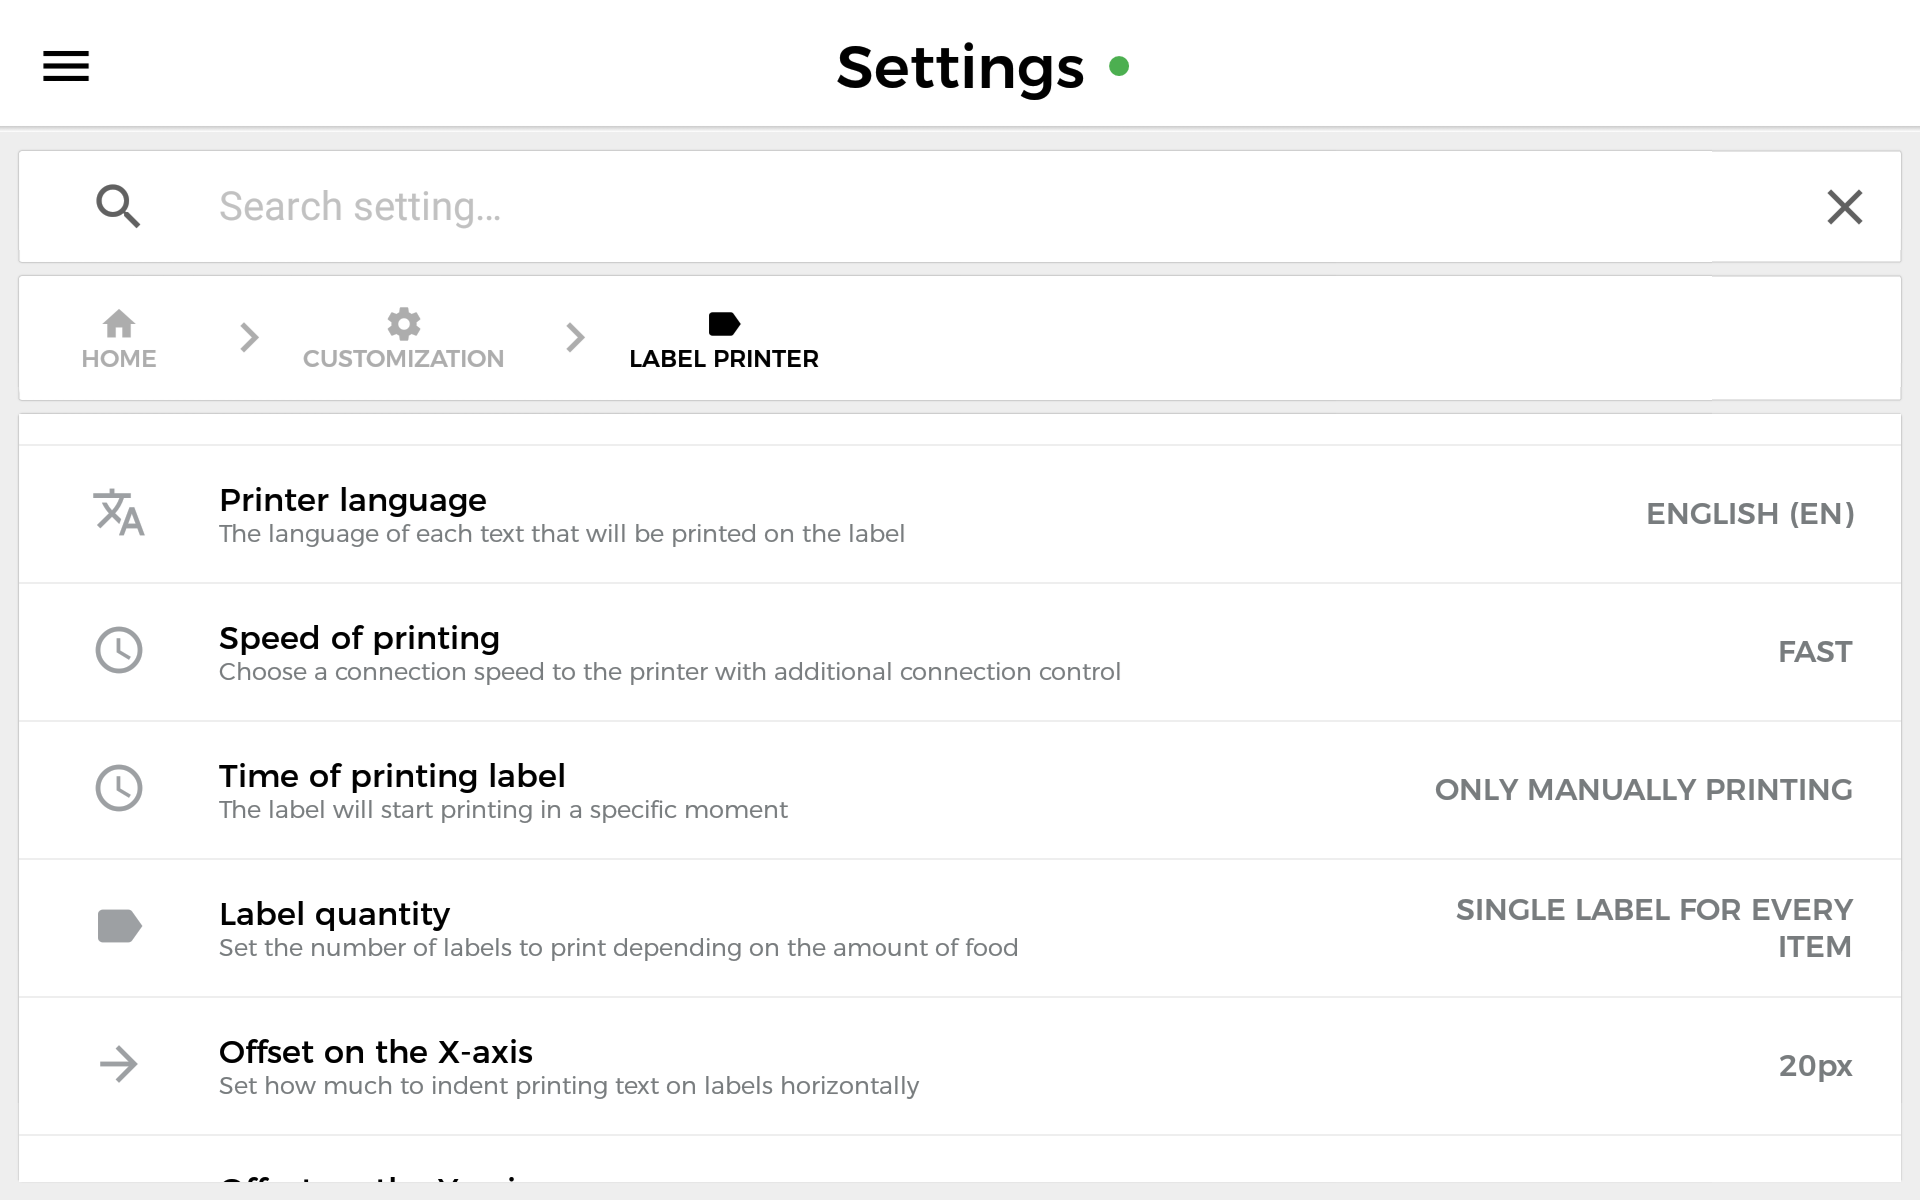 Settings
Search setting...
HOME
CUSTOMIZATION
LABEL PRINTER
Printer language
The language of each text that will be printed on the label
ENGLISH (EN)
Speed of printing
Choose a connection speed to the printer with additional connection control
FAST
Time of printing label
The label will start printing in a specific moment
ONLY MANUALLY PRINTING
Label quantity
Set the number of labels to print depending on the amount of food
SINGLE LABEL FOR EVERY
ITEM
Offset on the X-axis
Set how much to indent printing text on labels horizontally
20px